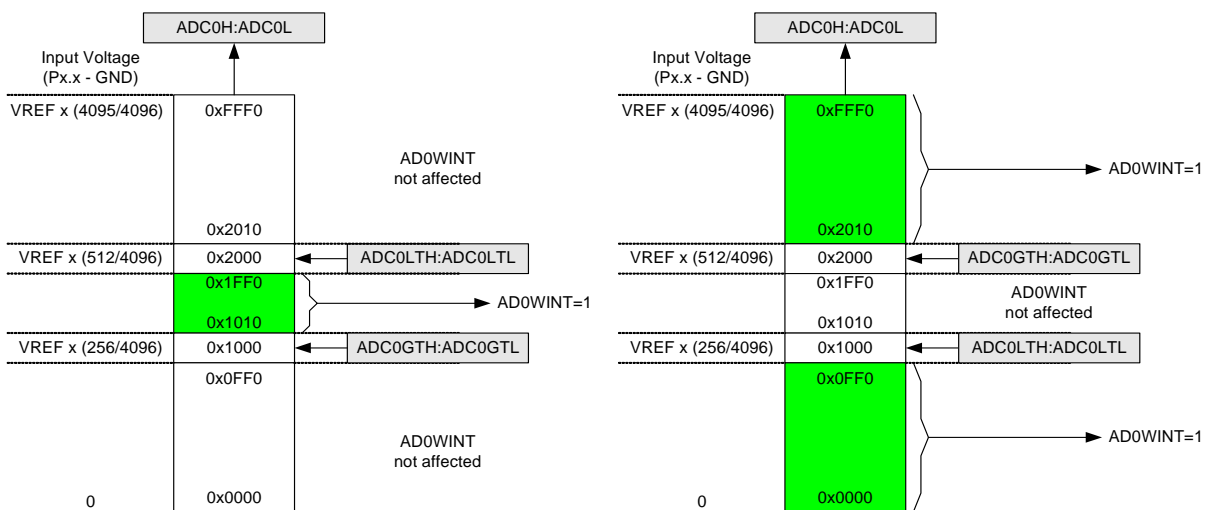 ADC0H:ADC0L
Input Voltage
(Px.x - GND)
VREF x (4095/4096)
0xFFF0
AD0WINT
not affected
0x2010
VREF x (512/4096)
0x2000
ADC0LTH:ADC0LTL
0x1FF0
AD0WINT=1
0x1010
VREF x (256/4096)
0x1000
ADC0GTH:ADC0GTL
0x0FF0
AD0WINT
not affected
0
0x0000
ADC0H:ADC0L
Input Voltage
(Px.x - GND)
VREF x (4095/4096)
0xFFF0
AD0WINT=1
0x2010
VREF x (512/4096)
0x2000
ADC0GTH:ADC0GTL
0x1FF0
AD0WINT
not affected
0x1010
VREF x (256/4096)
0x1000
ADC0LTH:ADC0LTL
0x0FF0
AD0WINT=1
0
0x0000